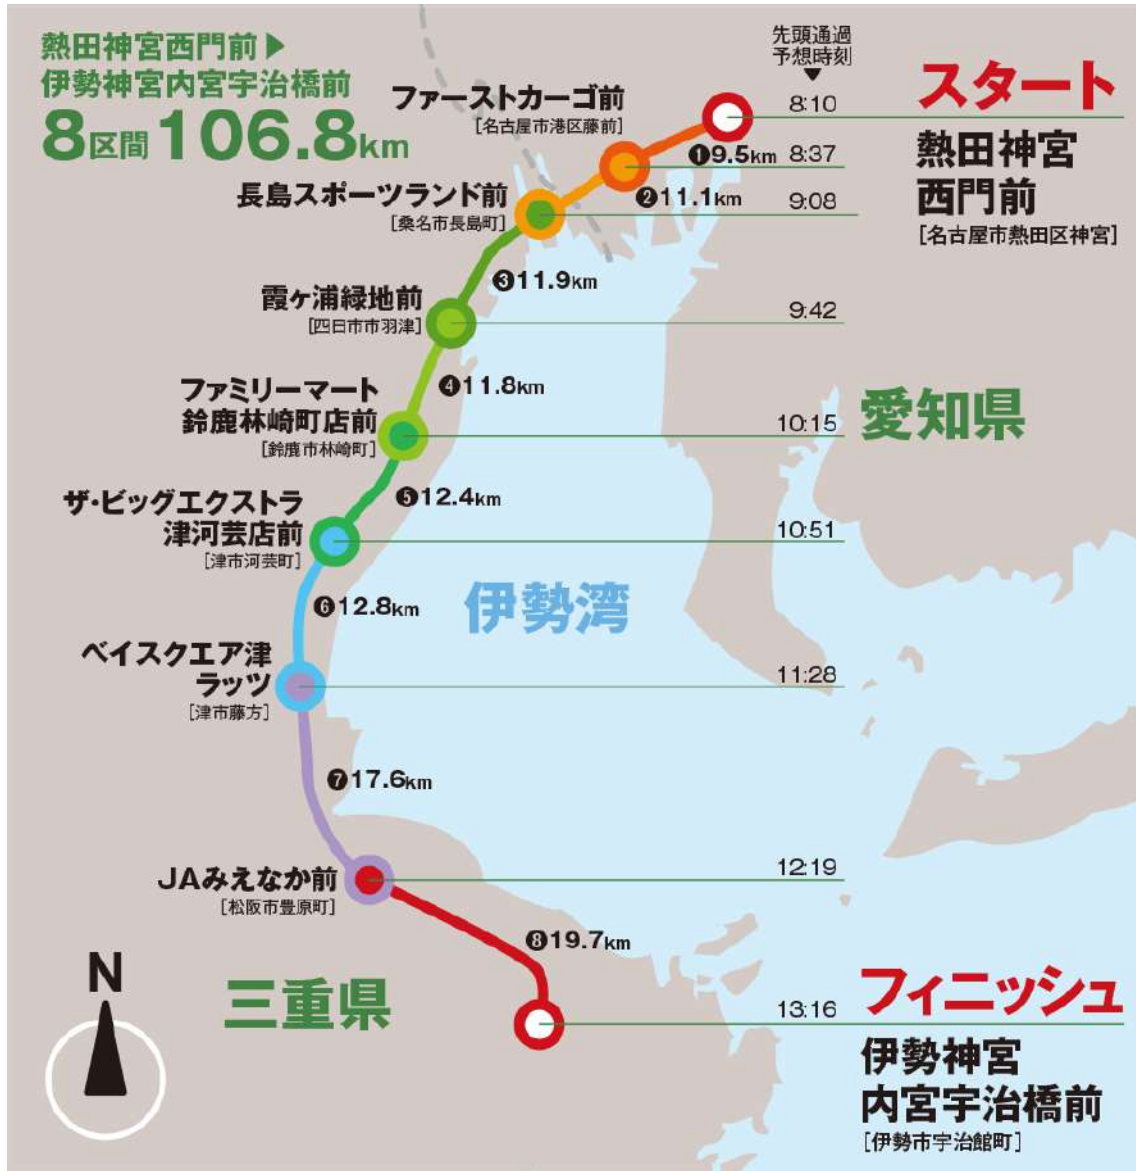 熱田神宮西門前▶
伊勢神宮内宮宇治橋前
8区間106.8km
先頭通過
予想時刻
▼
スタート
熱田神宮
西門前
[名古屋市熱田区神宮]
8:10
ファーストカーゴ前
[名古屋市港区藤前]
❶9.5km
8:37
❷11.1km
長島スポーツランド前
[桑名市長島町]
9:08
❸11.9km
霞ヶ浦緑地前
[四日市市羽津]
9:42
❹11.8km
ファミリーマート
鈴鹿林崎町店前
[鈴鹿市林崎町]
10:15
愛知県
❺12.4km
ザ・ビッグエクストラ
津河芸店前
[津市河芸町]
10:51
伊勢湾
❻12.8km
ベイスクエア津
ラッツ
[津市藤方]
11:28
❼17.6km
JAみえなか前
[松阪市豊原町]
12:19
❽19.7km
N
三重県
13:16
フィニッシュ
伊勢神宮
内宮宇治橋前
[伊勢市宇治館町]